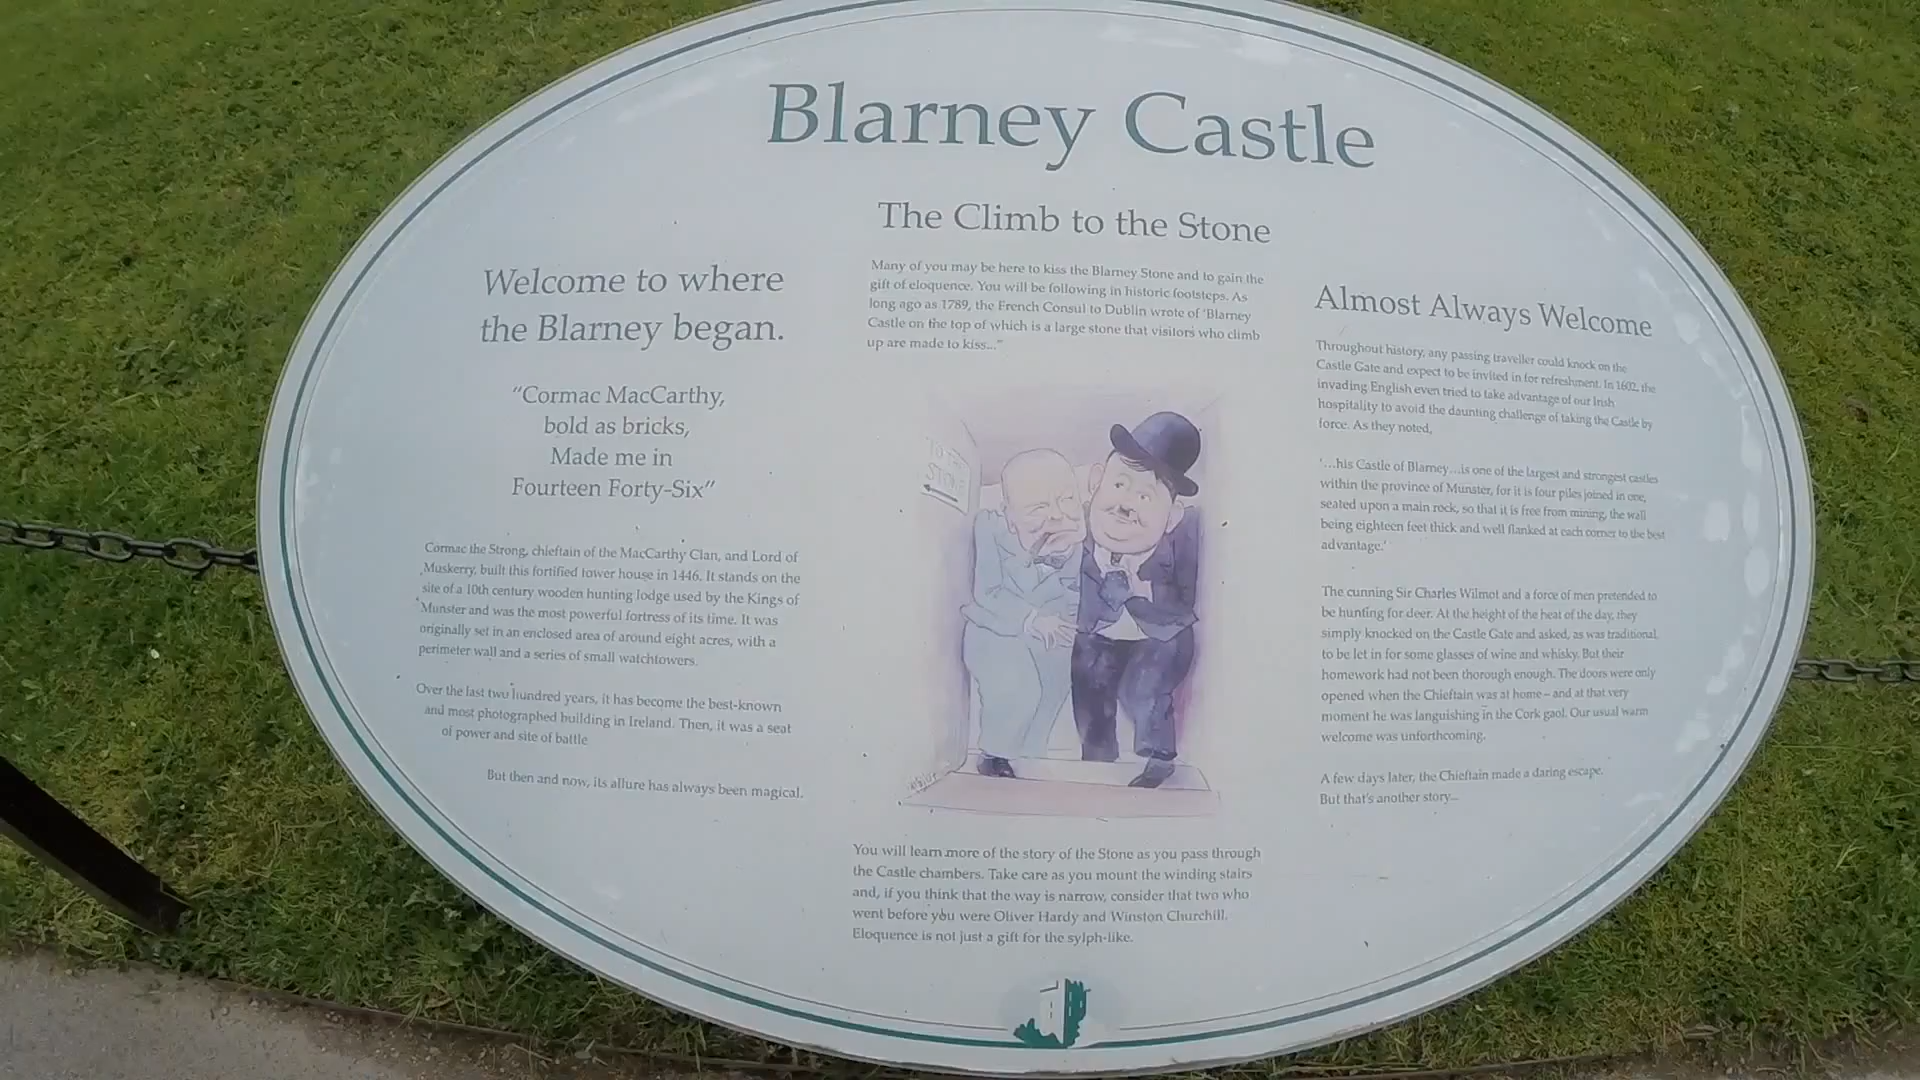 Blarney Castle
Welcome to where
the Blarney began.
"Cormac MacCarthy,
bold as bricks,
Made me in
Fourteen Forty-Six"
Cormac the Strong, chieftain of the MacCarthy Clan, and Lord of
Muskerry, built this fortified tower house in 1446. It stands on the
site of a 10th century wooden hunting lodge used by the Kings of
Munster and was the most powerful fortress of its time. It was
originally set in an enclosed area of around eight acres, with a
perimeter wall and a series of small watchtowers.
Over the last two hundred years, it has become the best-known
and most photographed building in Ireland. Then, it was a seat
of power and site of battle
But then and now, its allure has always been magical.
The Climb to the Stone
Many of you may be here to kiss the Blarney Stone and to gain the
gift of eloquence. You will be following in historic footsteps. As
long ago as 1789, the French Consul to Dublin wrote of 'Blarney
Castle on the top of which is a large stone that visitors who climb
up are made to kiss..."
TO THE
STONE
You will learn more of the story of the Stone as you pass through
the Castle chambers. Take care as you mount the winding stairs
and, if you think that the way is narrow, consider that two who
went before you were Oliver Hardy and Winston Churchill.
Eloquence is not just a gift for the sylph-like.
Almost Always Welcome
Throughout history, any passing traveller could knock on the
Castle Gate and expect to be invited in for refreshment. In 1602, the
invading English even tried to take advantage of our Irish
hospitality to avoid the daunting challenge of taking the Castle by
force. As they noted,
'...his Castle of Blarney...is one of the largest and strongest castles
within the province of Munster, for it is four piles joined in one,
seated upon a main rock, so that it is free from mining, the wall
being eighteen feet thick and well flanked at each corner to the best
advantage.'
The cunning Sir Charles Wilmot and a force of men pretended to
be hunting for deer. At the height of the heat of the day, they
simply knocked on the Castle Gate and asked, as was traditional,
to be let in for some glasses of wine and whisky. But their
homework had not been thorough enough. The doors were only
opened when the Chieftain was at home – and at that very
moment he was languishing in the Cork gaol. Our usual warm
welcome was unforthcoming.
A few days later, the Chieftain made a daring escape.
But that's another story...